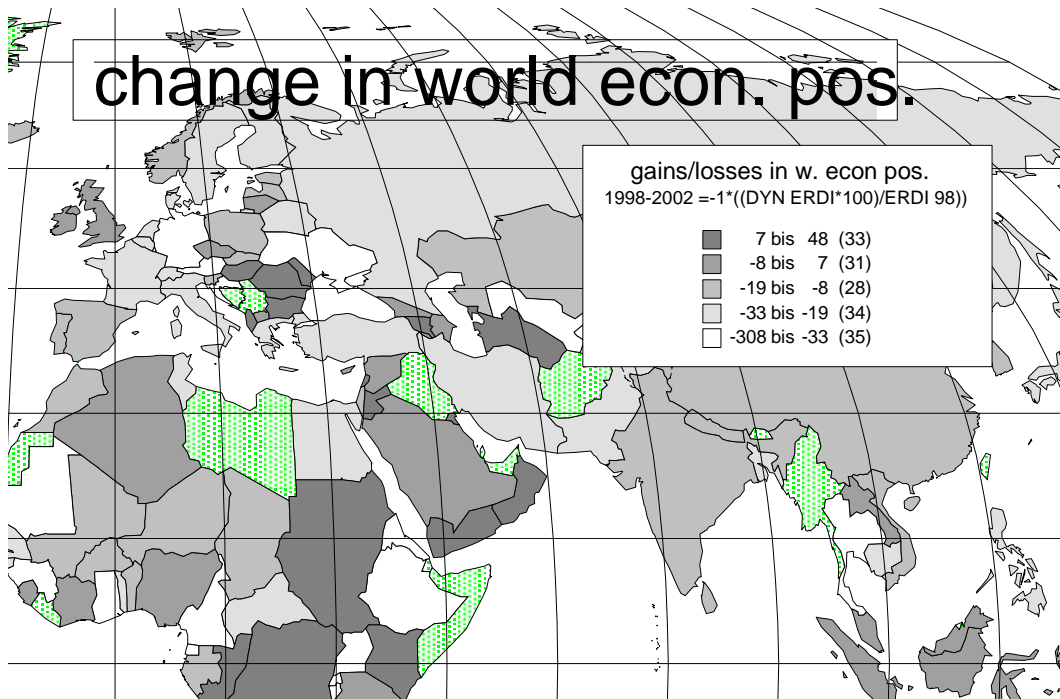 change in world econ. pos.
gains/losses in w. econ pos.
1998-2002 =-1*((DYN ERDI*100)/ERDI 98))
7 bis 48 (33)
-8 bis 7 (31)
-19 bis -8 (28)
-33 bis -19 (34)
-308 bis -33 (35)